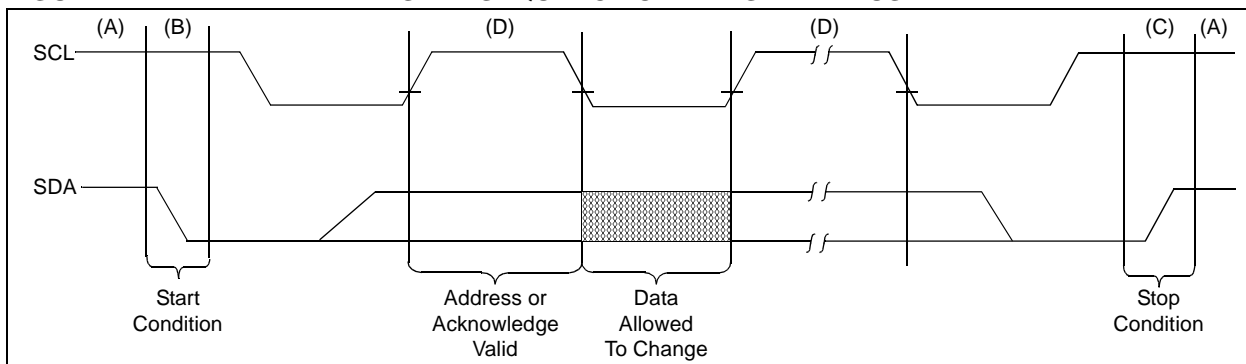 (A) (B) (D) (D) (C) (A)
SCL
SDA
Start
Condition
Address or
Acknowledge
Valid
Data
Allowed
To Change
Stop
Condition